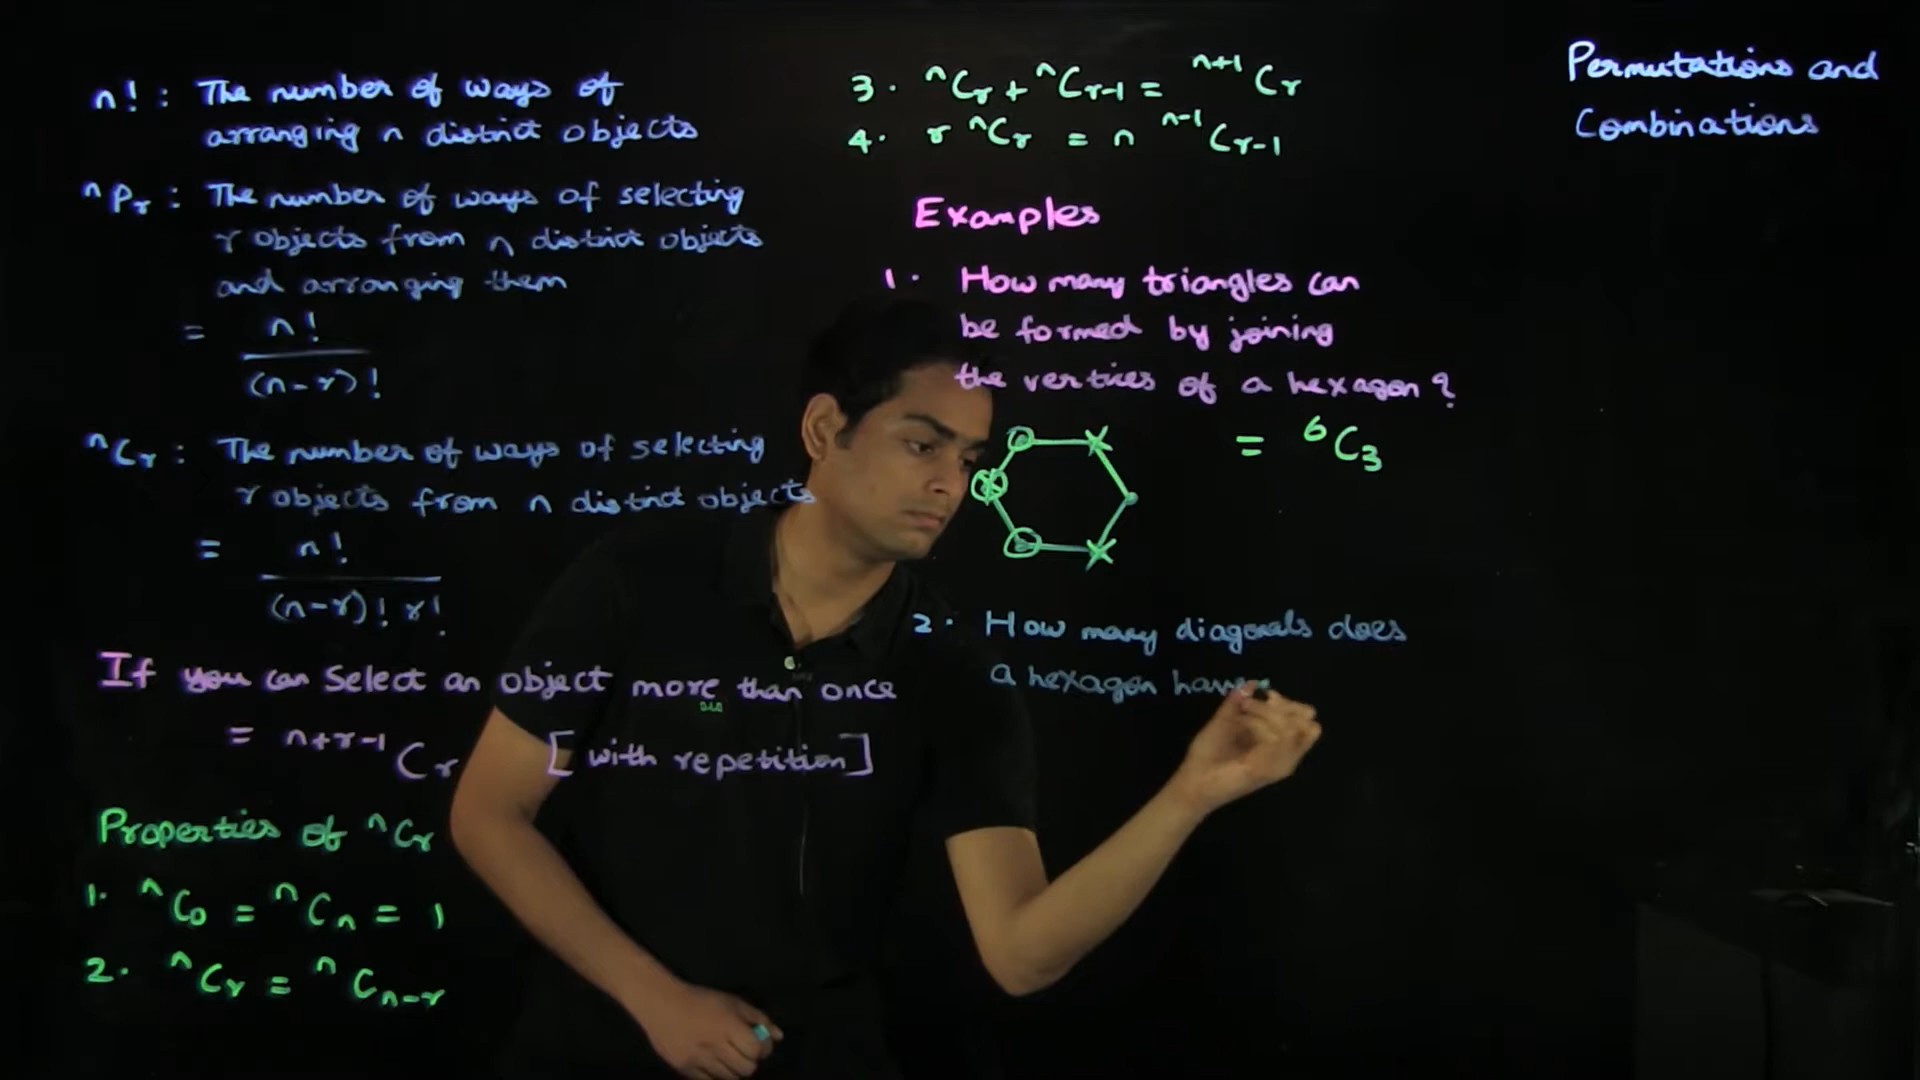 n! : The number of ways of
arranging n distinct objects
ⁿPᵣ : The number of ways of selecting
r objects from n distinct objects
and arranging them
= n!
(n-r)!
ⁿCᵣ : The number of ways of selecting
r objects from n distinct objects
= n!
(n-r)! r!
If you can select an object more than once
= ⁿ⁺ʳ⁻¹Cᵣ [with repetition]
Properties of ⁿCᵣ
1. ⁿC₀ = ⁿCₙ = 1
2. ⁿCᵣ = ⁿCₙ₋ᵣ
3. ⁿCᵣ + ⁿCᵣ₋₁ = ⁿ⁺¹Cᵣ
4. r ⁿCᵣ = n ⁿ⁻¹Cᵣ₋₁
Examples
1. How many triangles can
be formed by joining
the vertices of a hexagon?
= ⁶C₃
2. How many diagonals does
a hexagon have
Permutations and
Combinations